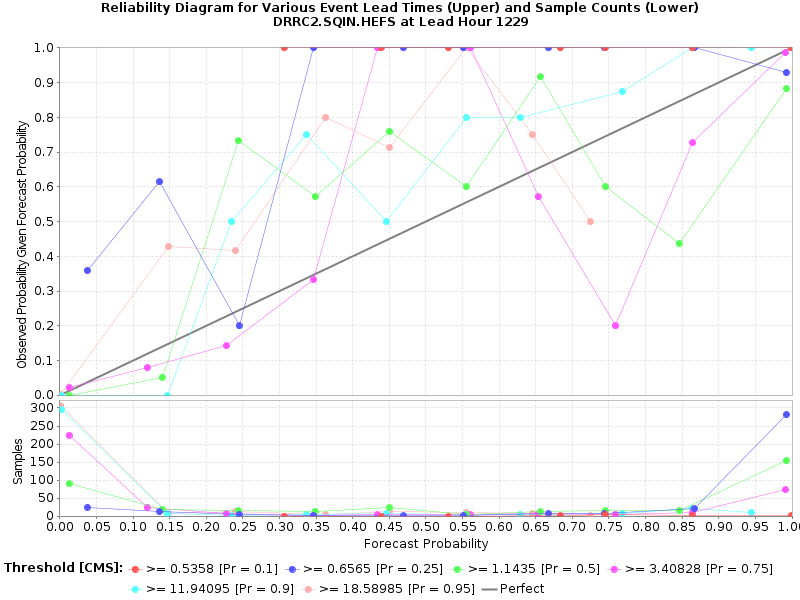 Reliability Diagram for Various Event Lead Times (Upper) and Sample Counts (Lower)
DRRC2.SQIN.HEFS at Lead Hour 1229
Observed Probability Given Forecast Probability
1.0
0.9
0.8
0.7
0.6
0.5
0.4
0.3
0.2
0.1
0.0
Samples
300
250
200
150
100
50
0
0.00 0.05 0.10 0.15 0.20 0.25 0.30 0.35 0.40 0.45 0.50 0.55 0.60 0.65 0.70 0.75 0.80 0.85 0.90 0.95 1.0
Forecast Probability
Threshold [CMS]: >= 0.5358 [Pr = 0.1] >= 0.6565 [Pr = 0.25] >= 1.1435 [Pr = 0.5] >= 3.40828 [Pr = 0.75]
>= 11.94095 [Pr = 0.9] >= 18.58985 [Pr = 0.95] Perfect